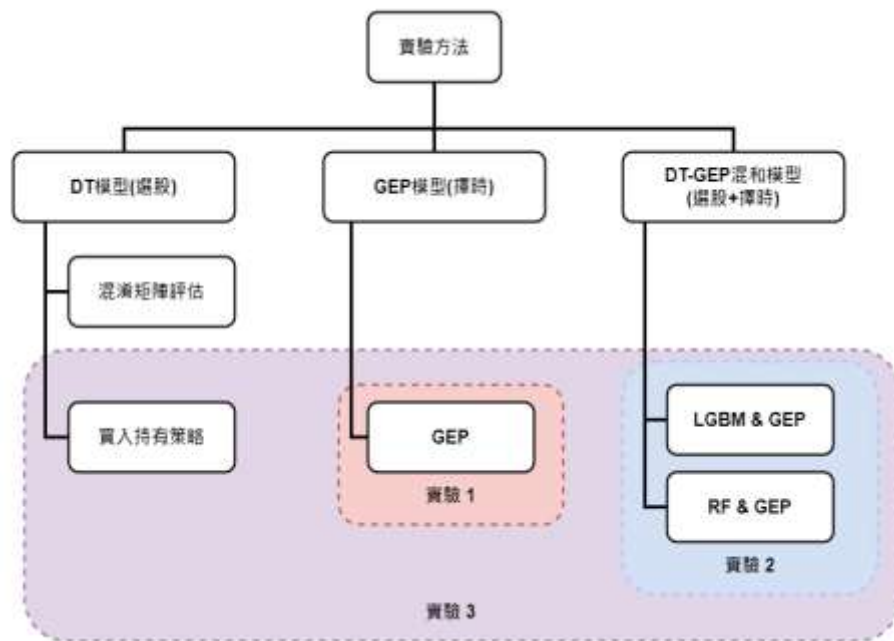 實驗方法
DT模型(選股)
GEP模型(擇時)
DT-GEP混和模型
(選股+擇時)
混淆矩陣評估
買入持有策略
GEP
實驗 1
LGBM & GEP
RF & GEP
實驗 2
實驗 3